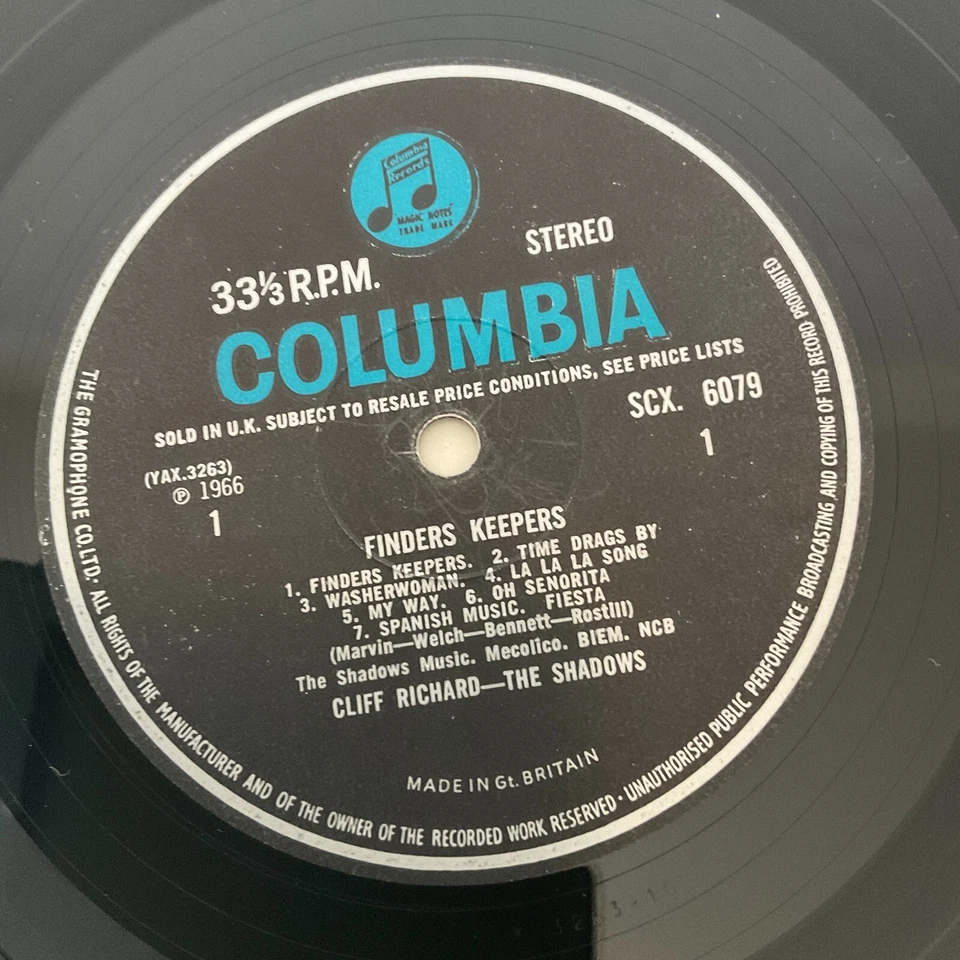 Columbia
Records
MAGIC NOTES
TRADE MARK
STEREO
33⅓ R.P.M.
COLUMBIA
SOLD IN U.K. SUBJECT TO RESALE PRICE CONDITIONS, SEE PRICE LISTS
SCX. 6079
1
(YAX.3263)
℗ 1966
1
FINDERS KEEPERS
1. FINDERS KEEPERS. 2. TIME DRAGS BY
3. WASHERWOMAN. 4. LA LA LA SONG
5. MY WAY. 6. OH SENORITA
7. SPANISH MUSIC. FIESTA
(Marvin—Welch—Bennett—Rostill)
The Shadows Music. Mecolico. BIEM. NCB
CLIFF RICHARD—THE SHADOWS
MADE IN Gt. BRITAIN
THE GRAMOPHONE CO. LTD. · ALL RIGHTS OF THE MANUFACTURER AND OF THE OWNER OF THE RECORDED WORK RESERVED · UNAUTHORISED PUBLIC PERFORMANCE BROADCASTING AND COPYING OF THIS RECORD PROHIBITED